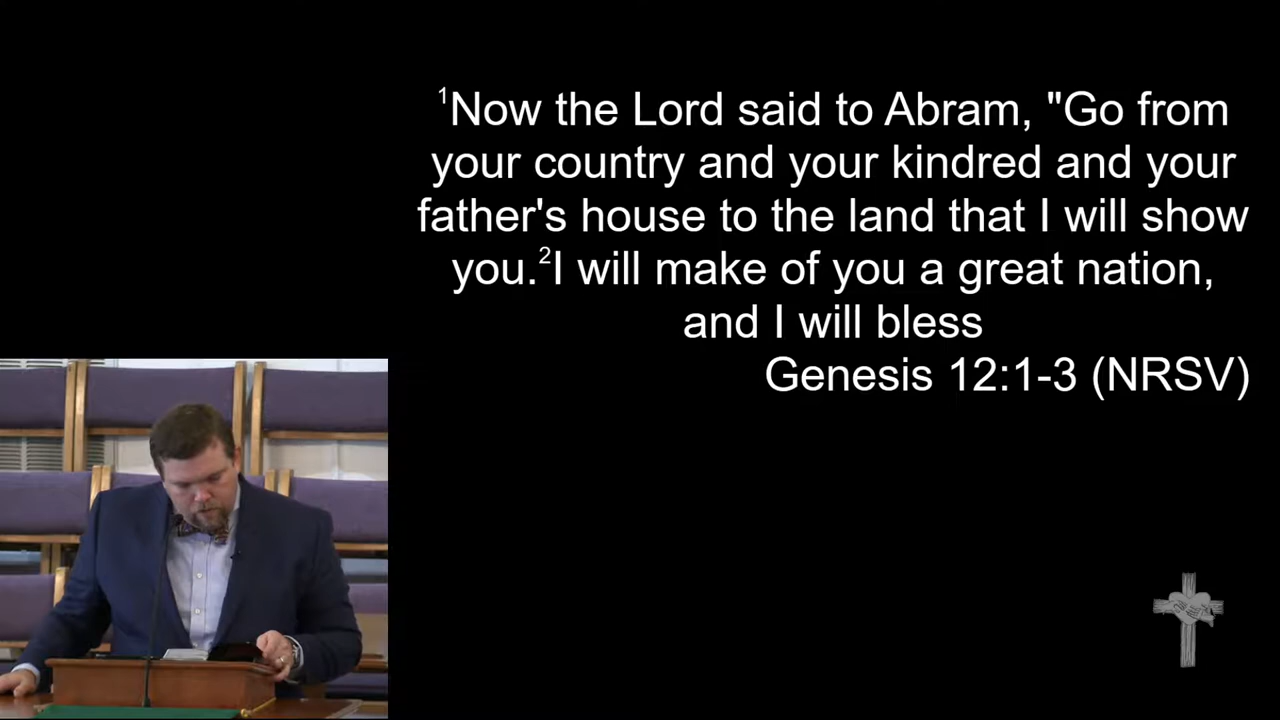 ¹Now the Lord said to Abram, "Go from
your country and your kindred and your
father's house to the land that I will show
you.²I will make of you a great nation,
and I will bless
Genesis 12:1-3 (NRSV)